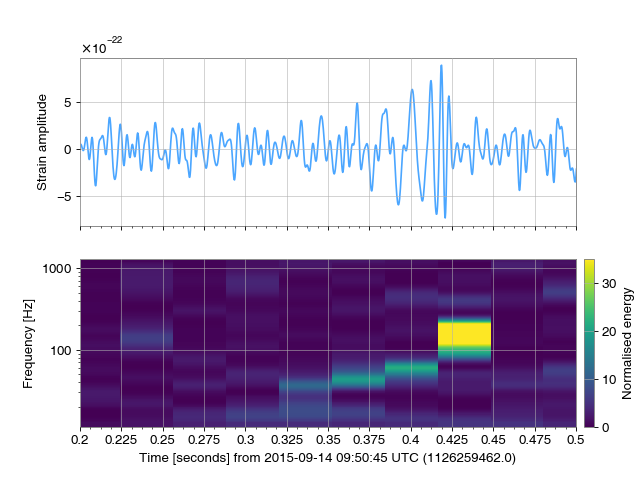 ×10−22
Strain amplitude
5
0
−5
1000
100
Frequency [Hz]
30
20
10
0
Normalised energy
0.2 0.225 0.25 0.275 0.3 0.325 0.35 0.375 0.4 0.425 0.45 0.475 0.5
Time [seconds] from 2015-09-14 09:50:45 UTC (1126259462.0)